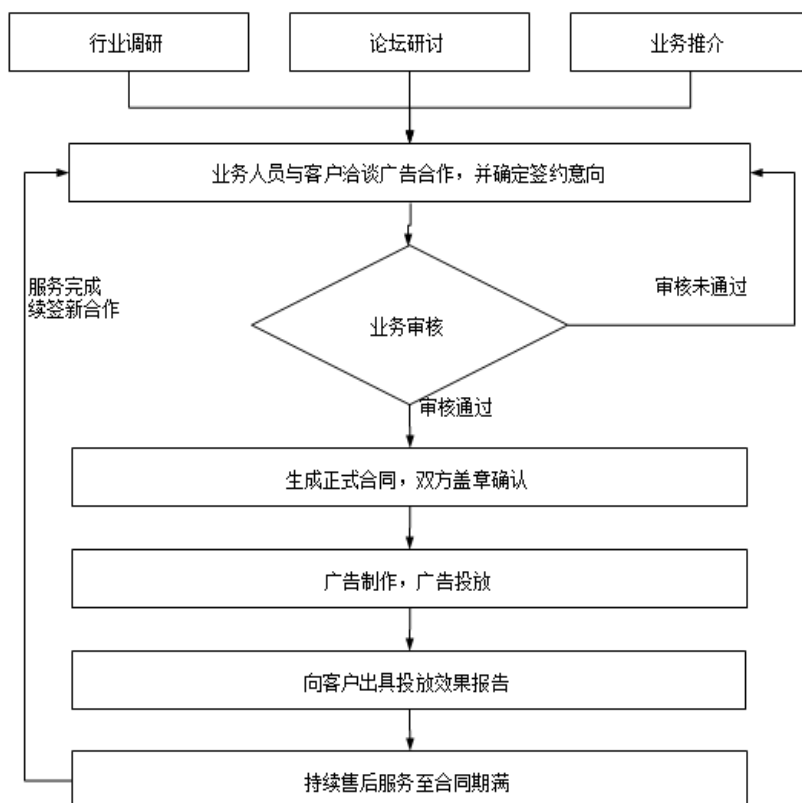 行业调研
论坛研讨
业务推介
业务人员与客户洽谈广告合作，并确定签约意向
服务完成
续签新合作
审核未通过
业务审核
审核通过
生成正式合同，双方盖章确认
广告制作，广告投放
向客户出具投放效果报告
持续售后服务至合同期满